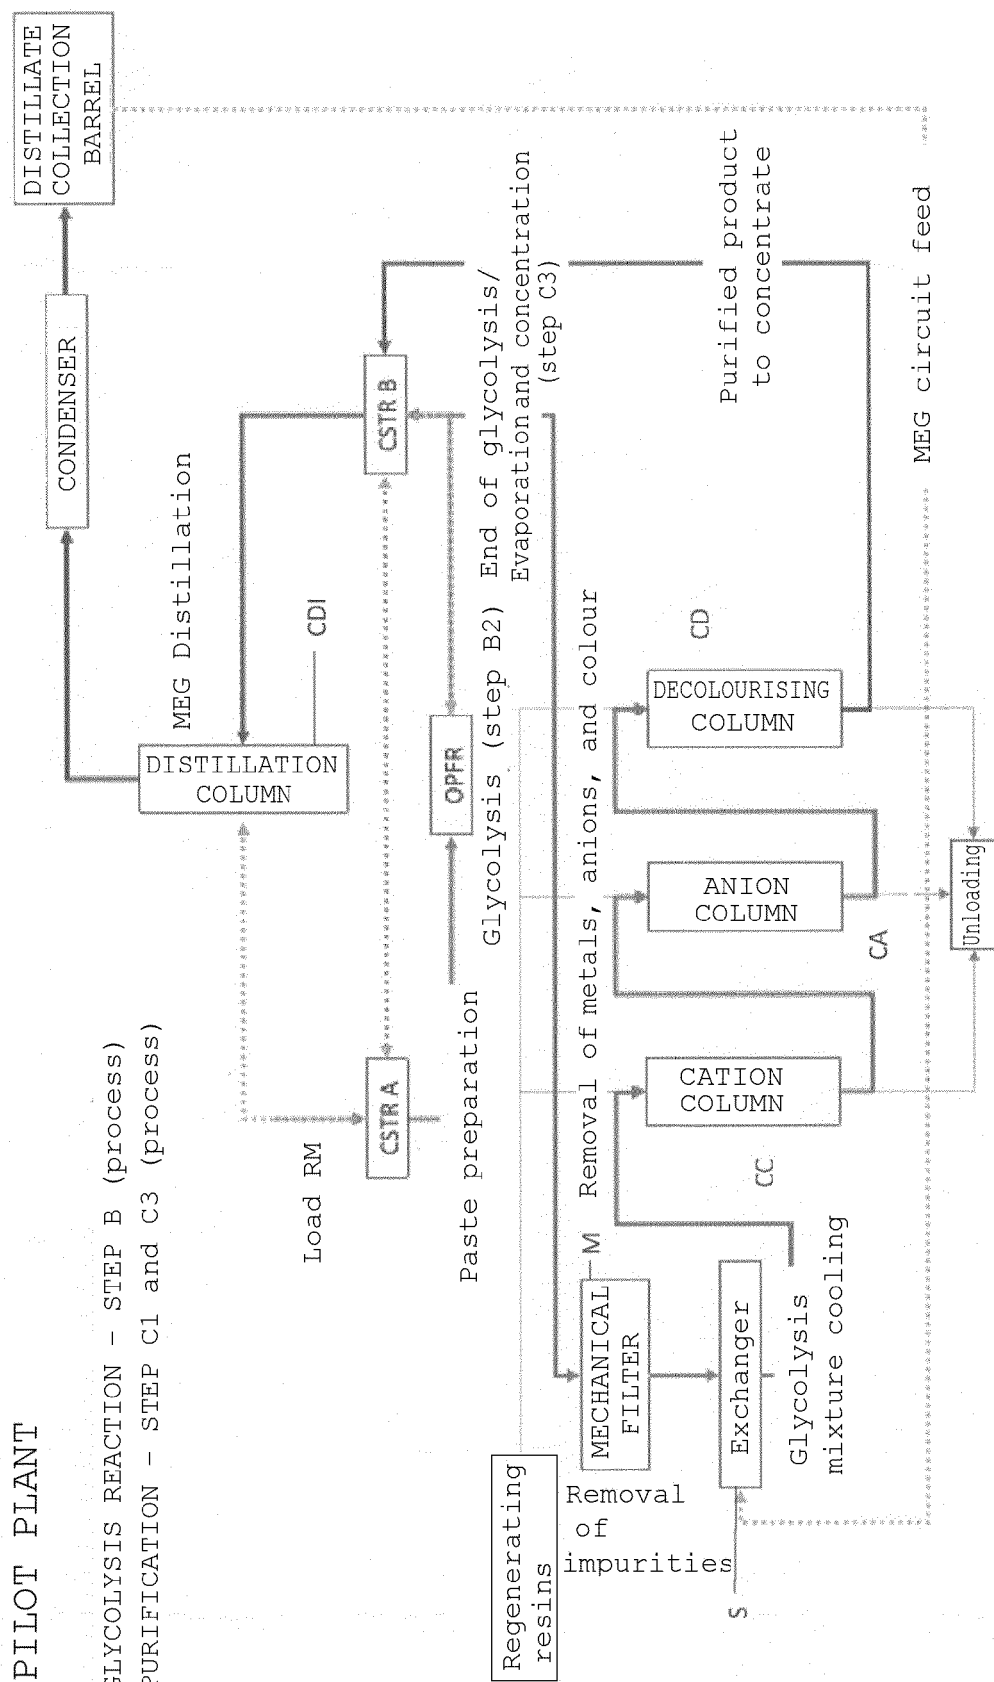 PILOT PLANT
GLYCOLYSIS REACTION – STEP B (process)
PURIFICATION – STEP C1 and C3 (process)
DISTILLATE
COLLECTION
BARREL
CONDENSER
MEG Distillation
DISTILLATION
COLUMN
CDI
Load RM
CSTR A
CSTR B
OPFR
Paste preparation
Glycolysis (step B2)
End of glycolysis/
Evaporation and concentration
(step C3)
Regenerating
resins
Removal
of
impurities
MECHANICAL
FILTER
M
Removal of metals, anions, and colour
Exchanger
S
Glycolysis
mixture cooling
CATION
COLUMN
CC
ANION
COLUMN
CA
DECOLOURISING
COLUMN
CD
Purified product
to concentrate
MEG circuit feed
Unloading